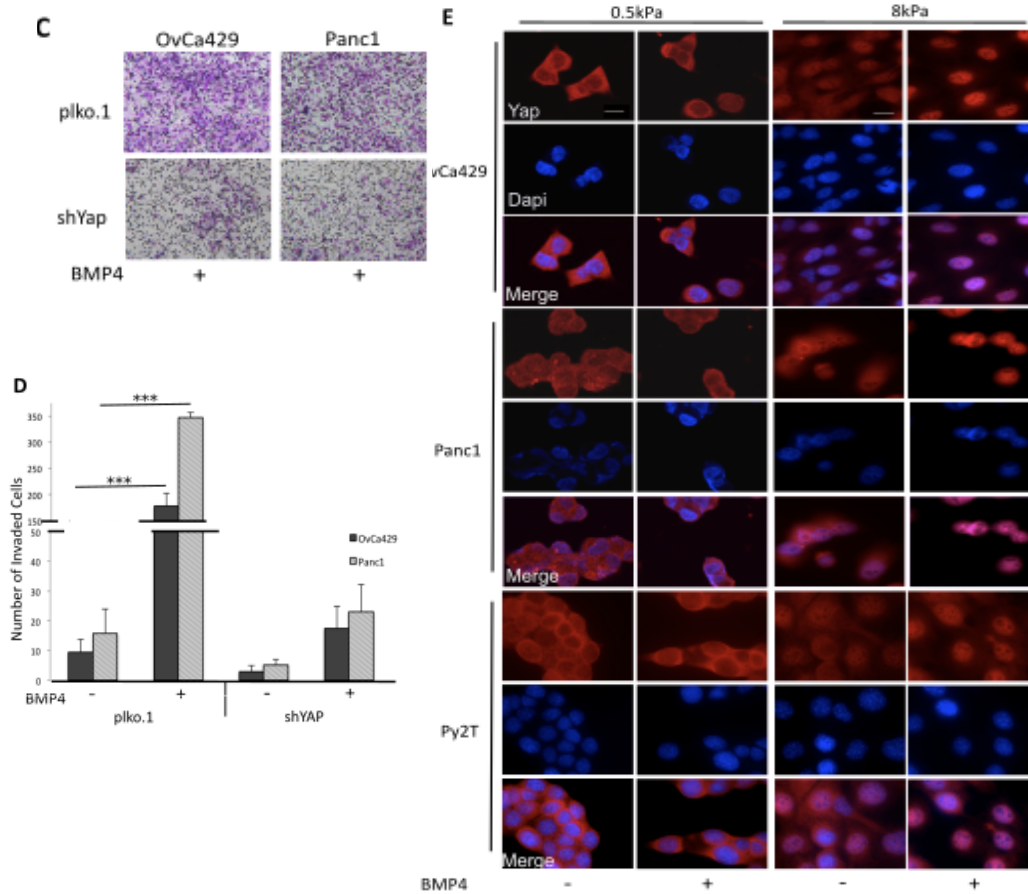 C
OvCa429 Panc1
plko.1
shYap
BMP4 + +
D
*** 
***
Number of Invaded Cells
350
300
250
200
150
50
40
30
20
10
0
OvCa429
Panc1
BMP4 - + - +
plko.1 shYAP
E
0.5kPa 8kPa
Yap
vCa429
Dapi
Merge
Panc1
Merge
Py2T
Merge
BMP4 - + - +